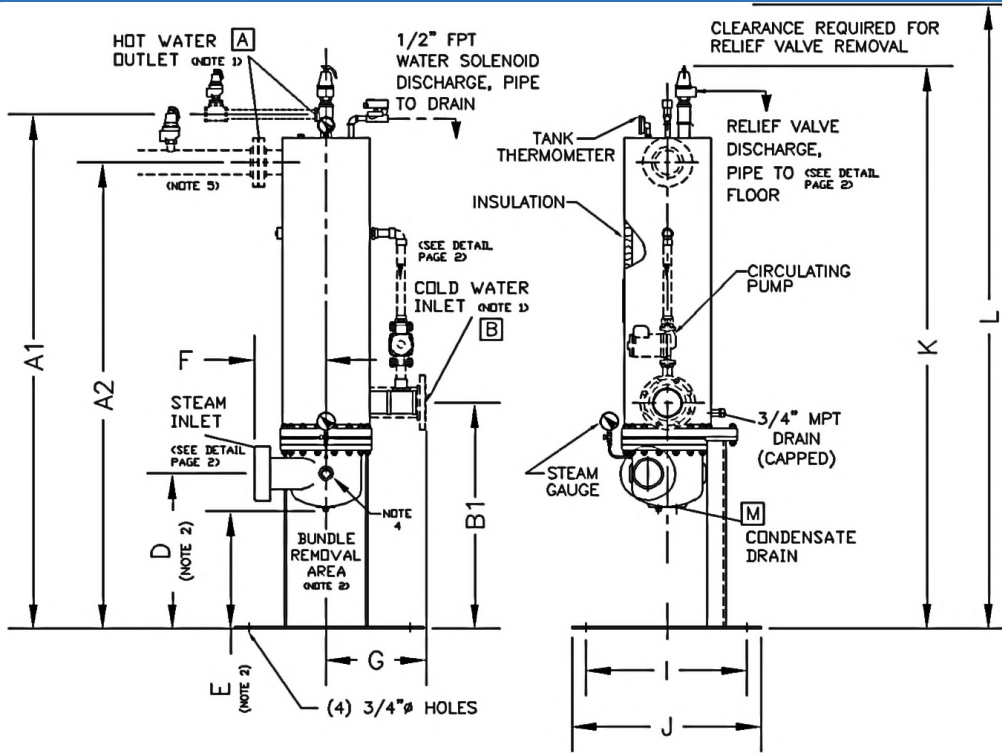 HOT WATER A
OUTLET (NOTE 1)
1/2" FPT
WATER SOLENOID
DISCHARGE, PIPE
TO DRAIN
CLEARANCE REQUIRED FOR
RELIEF VALVE REMOVAL
TANK
THERMOMETER
RELIEF VALVE
DISCHARGE,
PIPE TO (SEE DETAIL
FLOOR PAGE 2)
(NOTE 5)
INSULATION
(SEE DETAIL
PAGE 2)
COLD WATER
INLET (NOTE 1)
B
CIRCULATING
PUMP
A1
A2
F
STEAM
INLET
(SEE DETAIL
PAGE 2)
D
(NOTE 2)
E
(NOTE 2)
NOTE
4
BUNDLE
REMOVAL
AREA
(NOTE 2)
B1
G
(4) 3/4"ø HOLES
STEAM
GAUGE
3/4" MPT
DRAIN
(CAPPED)
M
CONDENSATE
DRAIN
I
J
K
L